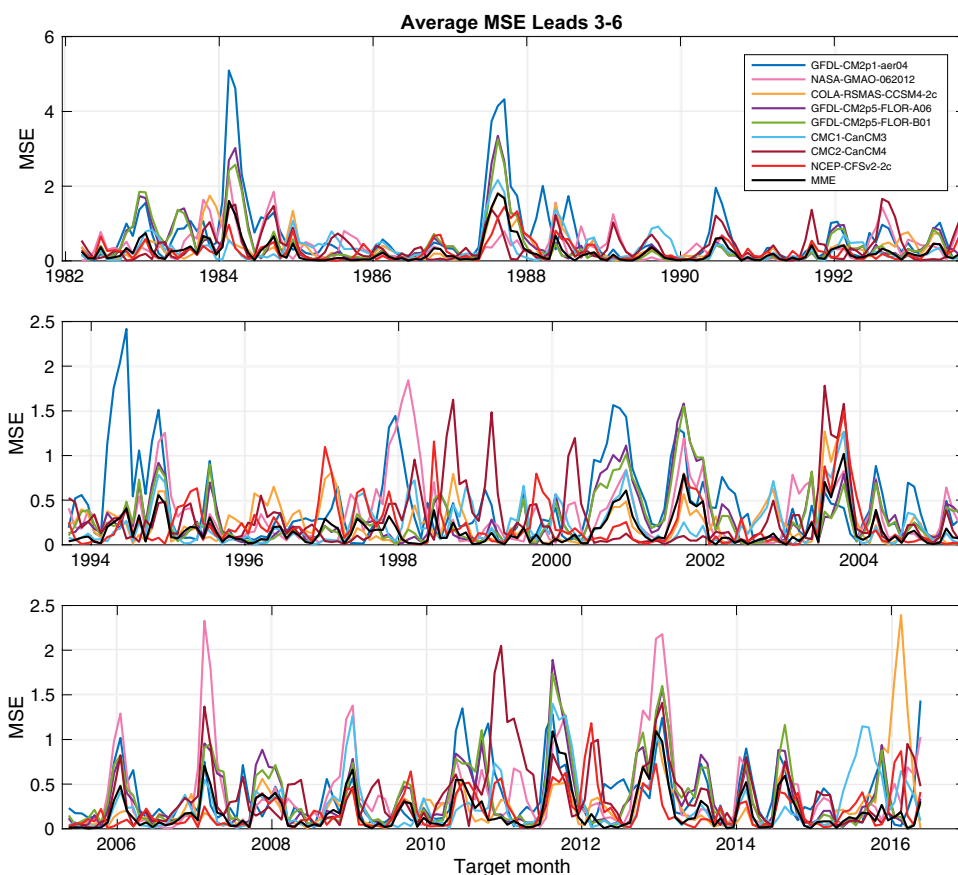 Average MSE Leads 3-6
6
4
2
0
MSE
GFDL-CM2p1-aer04
NASA-GMAO-062012
COLA-RSMAS-CCSM4-2c
GFDL-CM2p5-FLOR-A06
GFDL-CM2p5-FLOR-B01
CMC1-CanCM3
CMC2-CanCM4
NCEP-CFSv2-2c
MME
1982 1984 1986 1988 1990 1992
2.5
2
1.5
1
0.5
0
MSE
1994 1996 1998 2000 2002 2004
2.5
2
1.5
1
0.5
0
MSE
2006 2008 2010 2012 2014 2016
Target month